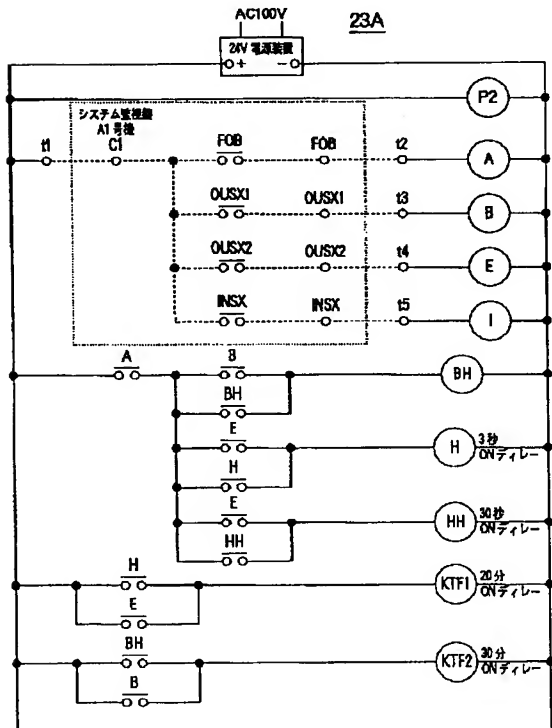 AC100V
23A
24V 電源装置
+ -
P2
システム監視盤
A1 号機
t1 C1 FOB FOB t2 A
OUSX1 OUSX1 t3 B
OUSX2 OUSX2 t4 E
INSX INSX t5 I
A B BH
BH
E H 3秒
ONディレー
H
E HH 30秒
ONディレー
HH
H KTF1 20分
ONディレー
E
BH KTF2 30分
ONディレー
B